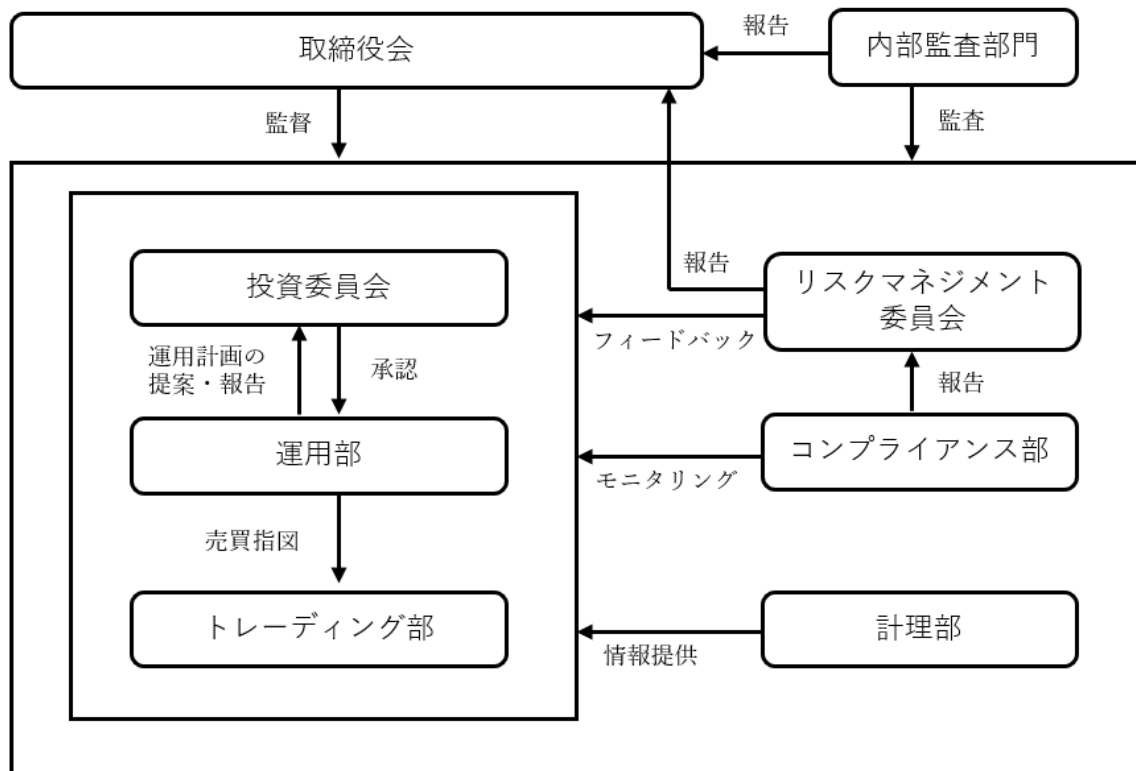 取締役会
報告
内部監査部門
監督
監査
投資委員会
報告
リスクマネジメント
委員会
フィードバック
運用計画の
提案・報告
承認
報告
運用部
コンプライアンス部
モニタリング
売買指図
トレーディング部
計理部
情報提供